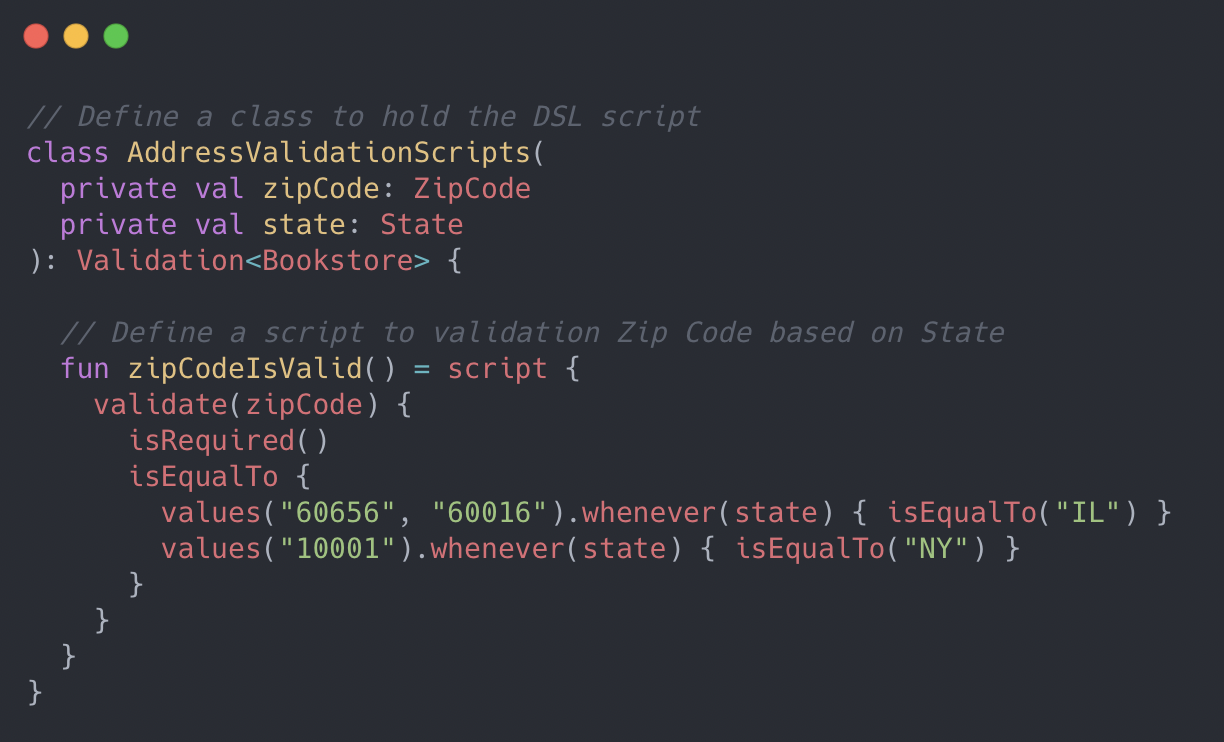 // Define a class to hold the DSL script
class AddressValidationScripts(
  private val zipCode: ZipCode
  private val state: State
): Validation<Bookstore> {

  // Define a script to validation Zip Code based on State
  fun zipCodeIsValid() = script {
    validate(zipCode) {
      isRequired()
      isEqualTo {
        values("60656", "60016").whenever(state) { isEqualTo("IL") }
        values("10001").whenever(state) { isEqualTo("NY") }
      }
    }
  }
}